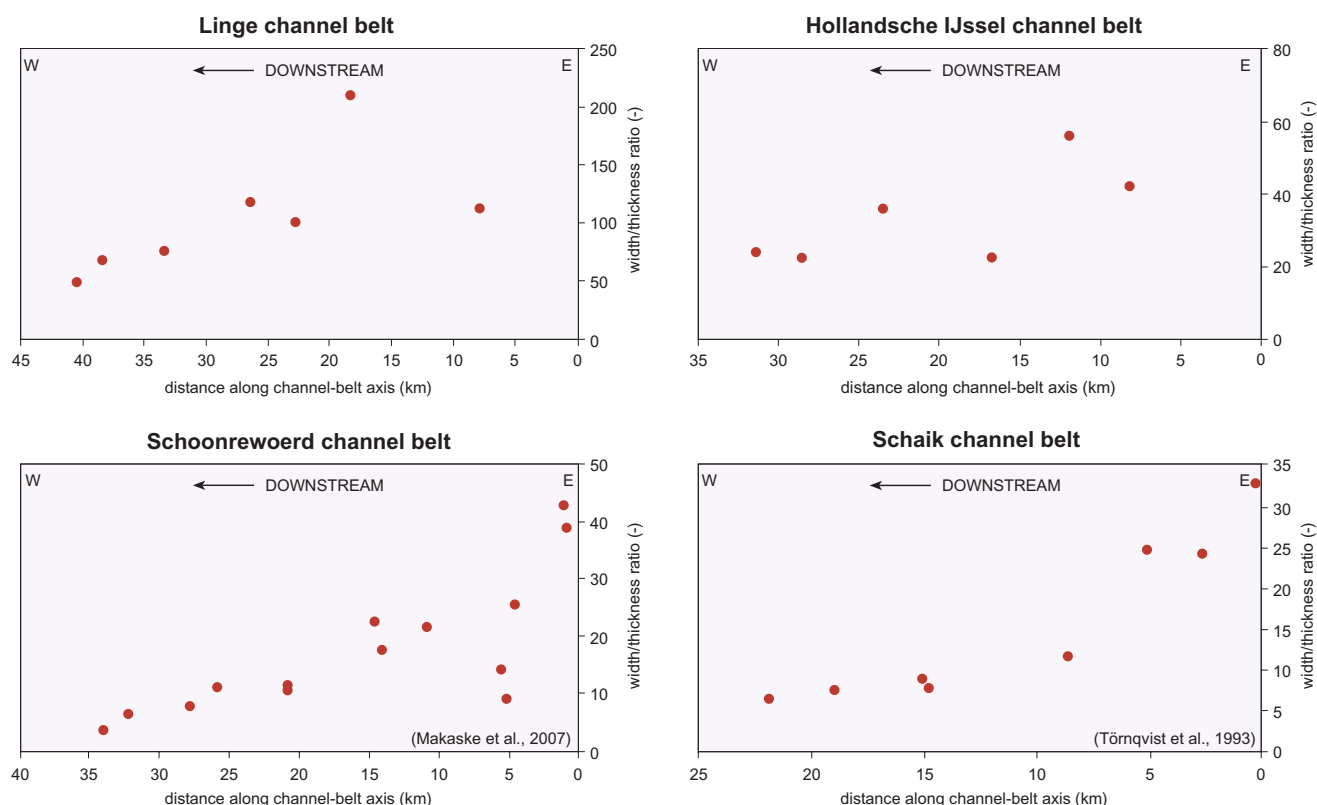 Linge channel belt
W
DOWNSTREAM
E
250
200
150
100
50
0
width/thickness ratio (-)
45 40 35 30 25 20 15 10 5 0
distance along channel-belt axis (km)
Hollandsche IJssel channel belt
W
DOWNSTREAM
E
80
60
40
20
0
width/thickness ratio (-)
35 30 25 20 15 10 5 0
distance along channel-belt axis (km)
Schoonrewoerd channel belt
W
DOWNSTREAM
E
50
40
30
20
10
0
width/thickness ratio (-)
(Makaske et al., 2007)
40 35 30 25 20 15 10 5 0
distance along channel-belt axis (km)
Schaik channel belt
W
DOWNSTREAM
E
35
30
25
20
15
10
5
0
width/thickness ratio (-)
(Törnqvist et al., 1993)
25 20 15 10 5 0
distance along channel-belt axis (km)